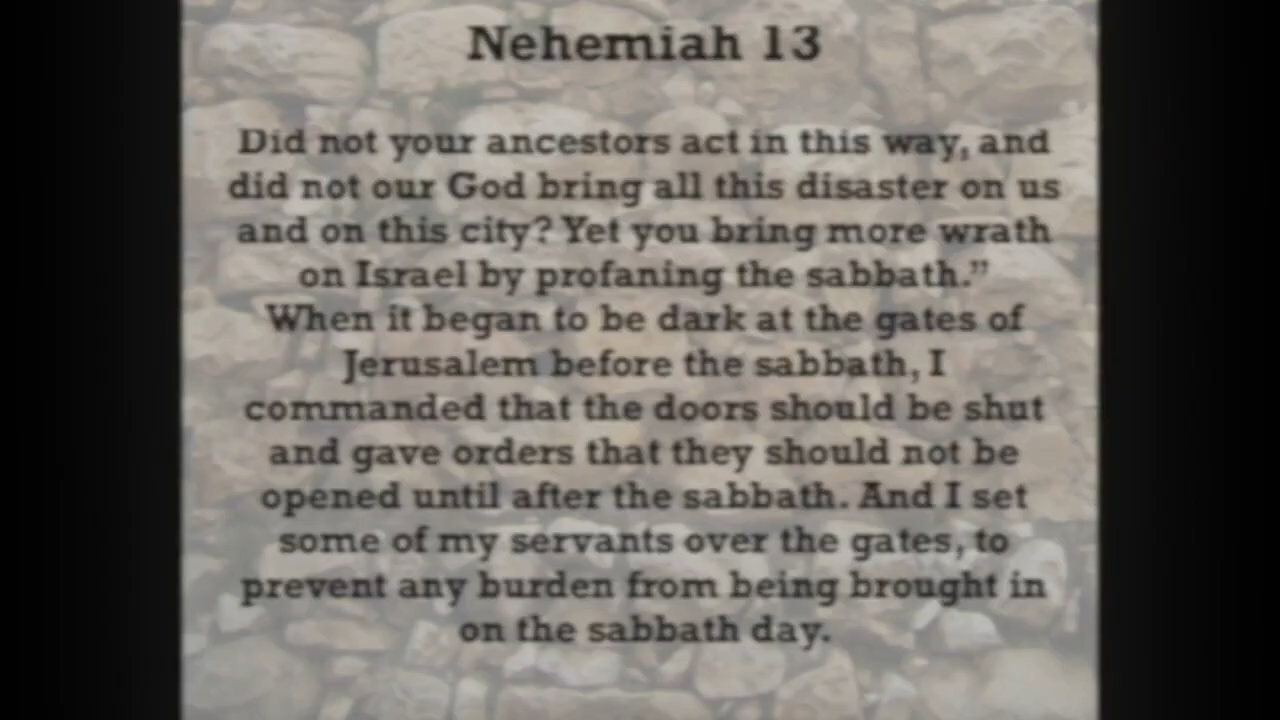 Nehemiah 13
Did not your ancestors act in this way, and
did not our God bring all this disaster on us
and on this city? Yet you bring more wrath
on Israel by profaning the sabbath.”
When it began to be dark at the gates of
Jerusalem before the sabbath, I
commanded that the doors should be shut
and gave orders that they should not be
opened until after the sabbath. And I set
some of my servants over the gates, to
prevent any burden from being brought in
on the sabbath day.